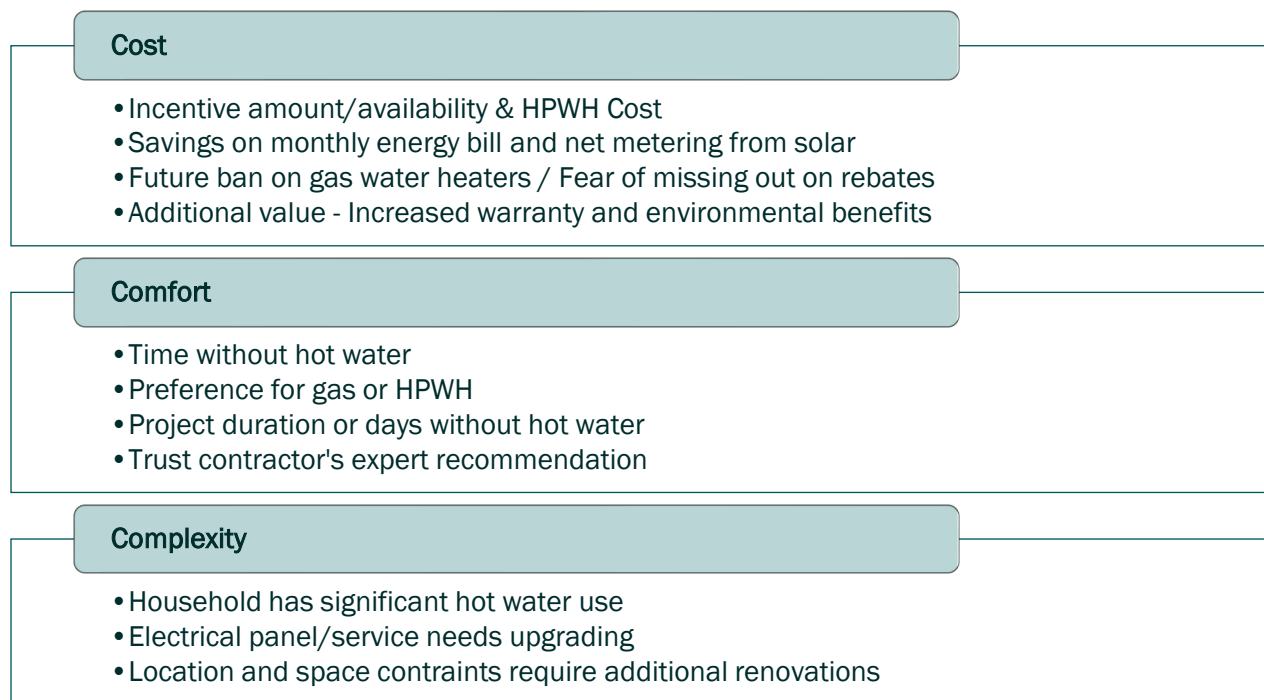 Cost
•Incentive amount/availability & HPWH Cost
•Savings on monthly energy bill and net metering from solar
•Future ban on gas water heaters / Fear of missing out on rebates
•Additional value - Increased warranty and environmental benefits
Comfort
•Time without hot water
•Preference for gas or HPWH
•Project duration or days without hot water
•Trust contractor's expert recommendation
Complexity
•Household has significant hot water use
•Electrical panel/service needs upgrading
•Location and space contraints require additional renovations